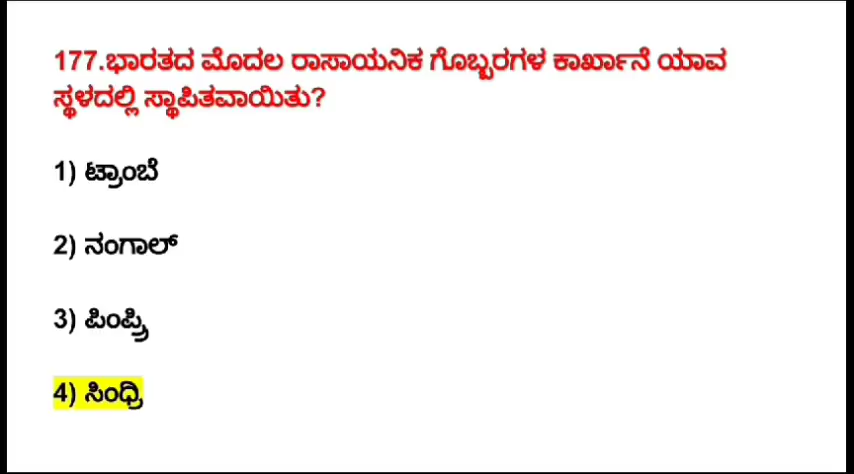 177.ಭಾರತದ ಮೊದಲ ರಾಸಾಯನಿಕ ಗೊಬ್ಬರಗಳ ಕಾರ್ಖಾನೆ ಯಾವ
ಸ್ಥಳದಲ್ಲಿ ಸ್ಥಾಪಿತವಾಯಿತು?
1) ಟ್ರಾಂಬೆ
2) ನಂಗಾಲ್
3) ಪಿಂಪ್ರಿ
4) ಸಿಂಧ್ರಿ